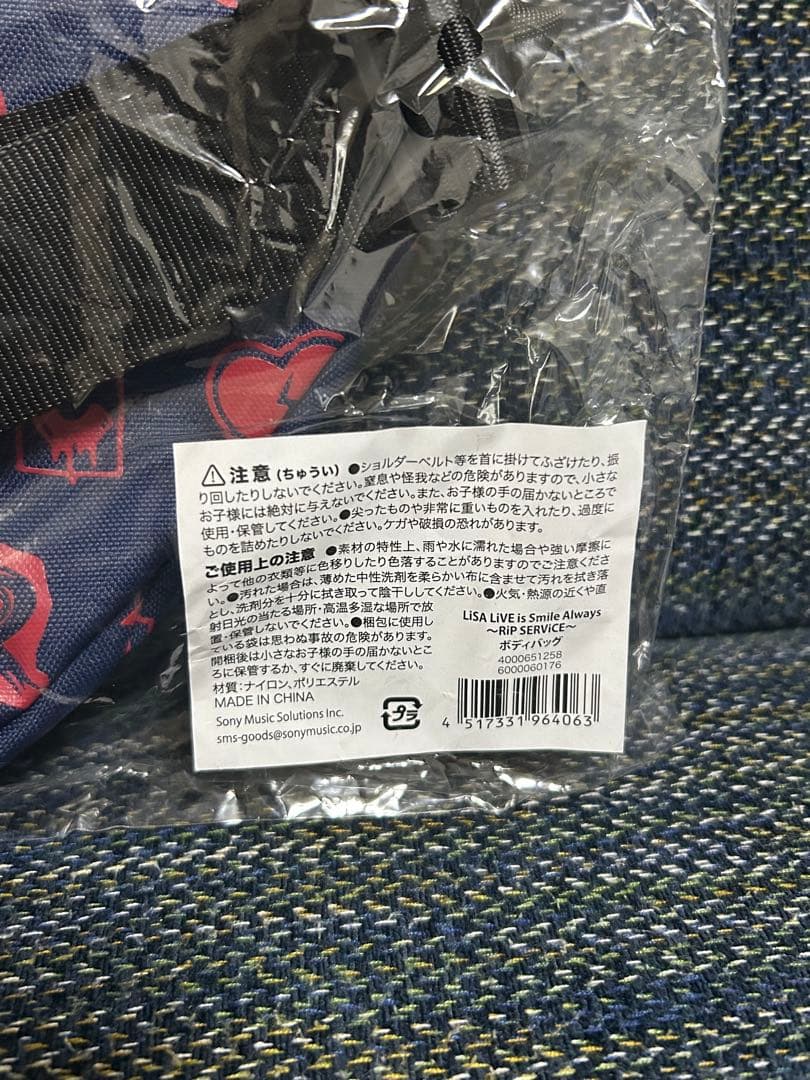 ⚠注意(ちゅうい) ●ショルダーベルト等を首に掛けてふざけたり、振
り回したりしないでください。窒息や怪我などの危険がありますので、小さな
お子様には絶対に与えないでください。また、お子様の手の届かないところで
使用・保管してください。●尖ったものや非常に重いものを入れたり、過度に
ものを詰めたりしないでください。ケガや破損の恐れがあります。
ご使用上の注意 ●素材の特性上、雨や水に濡れた場合や強い摩擦に
よって他の衣類等に色移りしたり色落ちすることがありますのでご注意くださ
い。●汚れた場合は、薄めた中性洗剤を柔らかい布に含ませて汚れを拭き落
とし、洗剤分を十分に拭き取って陰干ししてください。●火気・熱源の近くや直
射日光の当たる場所・高温多湿な場所で放
置・保管しないでください。●梱包に使用し
ている袋は思わぬ事故の危険があります。
開梱後は小さなお子様の手の届かないとこ
ろに保管するか、すぐに廃棄してください。
材質:ナイロン、ポリエステル
MADE IN CHINA
Sony Music Solutions Inc.
sms-goods@sonymusic.co.jp
プラ
LiSA LiVE is Smile Always
〜RiP SERViCE〜
ボディバッグ
4000651258
6000060176
4 517331 964063